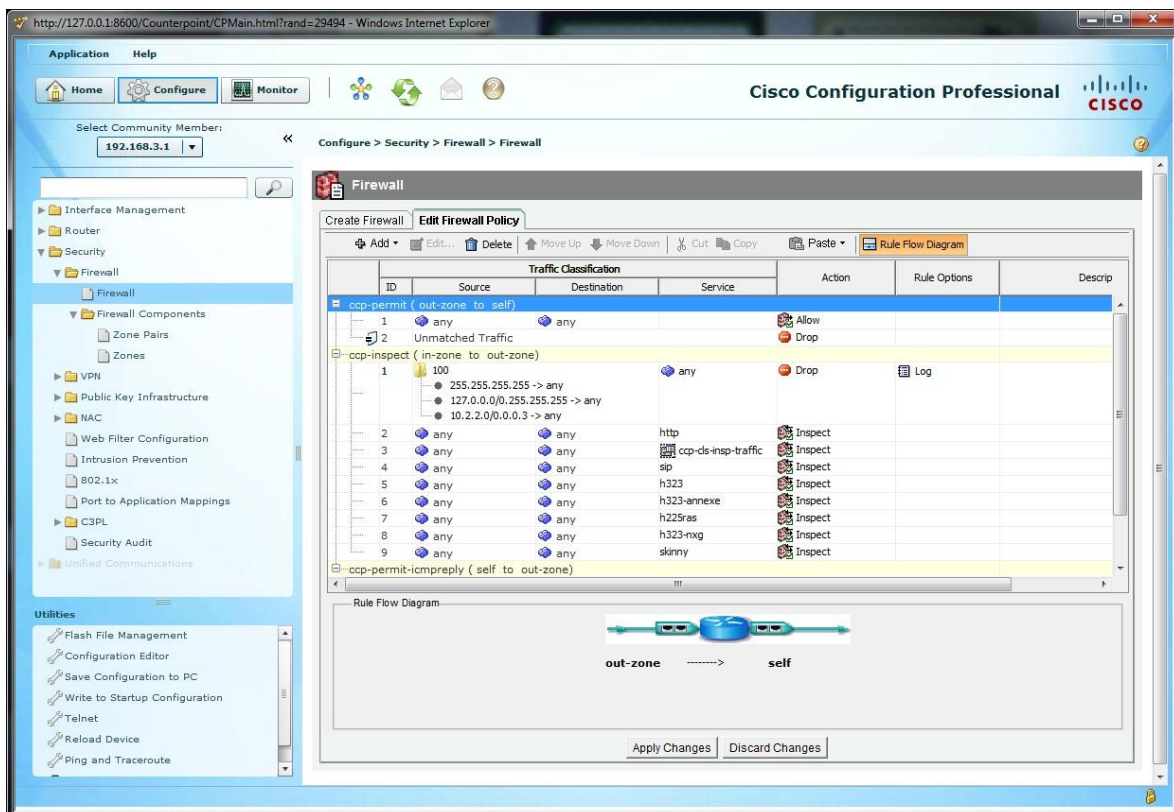 http://127.0.0.1:8600/Counterpoint/CPMain.html?rand=29494 - Windows Internet Explorer
Application Help
Home Configure Monitor
Cisco Configuration Professional
CISCO
Select Community Member:
192.168.3.1
«
Configure > Security > Firewall > Firewall
Interface Management
Router
Security
Firewall
Firewall
Firewall Components
Zone Pairs
Zones
VPN
Public Key Infrastructure
NAC
Web Filter Configuration
Intrusion Prevention
802.1x
Port to Application Mappings
C3PL
Security Audit
Unified Communications
Utilities
Flash File Management
Configuration Editor
Save Configuration to PC
Write to Startup Configuration
Telnet
Reload Device
Ping and Traceroute
Firewall
Create Firewall Edit Firewall Policy
Add Edit... Delete Move Up Move Down Cut Copy Paste Rule Flow Diagram
Traffic Classification Action Rule Options Descrip
ID Source Destination Service
ccp-permit ( out-zone to self)
1 any any Allow
2 Unmatched Traffic Drop
ccp-inspect ( in-zone to out-zone)
1 100 any Drop Log
255.255.255.255 -> any
127.0.0.0/0.255.255.255 -> any
10.2.2.0/0.0.0.3 -> any
2 any any http Inspect
3 any any ccp-cls-insp-traffic Inspect
4 any any sip Inspect
5 any any h323 Inspect
6 any any h323-annexe Inspect
7 any any h225ras Inspect
8 any any h323-nxg Inspect
9 any any skinny Inspect
ccp-permit-icmpreply ( self to out-zone)
Rule Flow Diagram
out-zone --------> self
Apply Changes Discard Changes